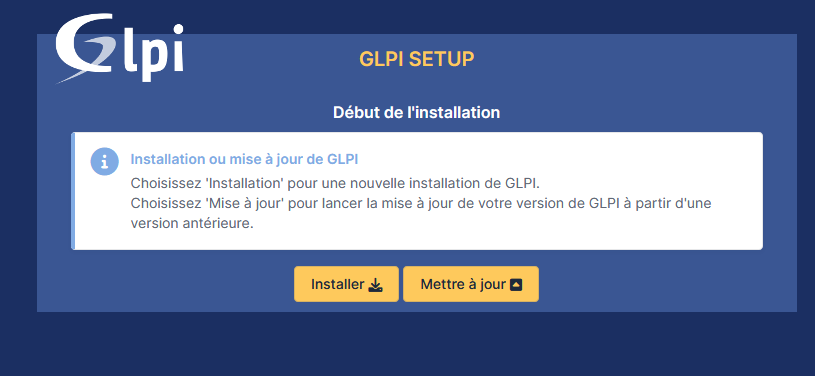 Glpi
GLPI SETUP
Début de l'installation
Installation ou mise à jour de GLPI
Choisissez 'Installation' pour une nouvelle installation de GLPI.
Choisissez 'Mise à jour' pour lancer la mise à jour de votre version de GLPI à partir d'une
version antérieure.
Installer
Mettre à jour